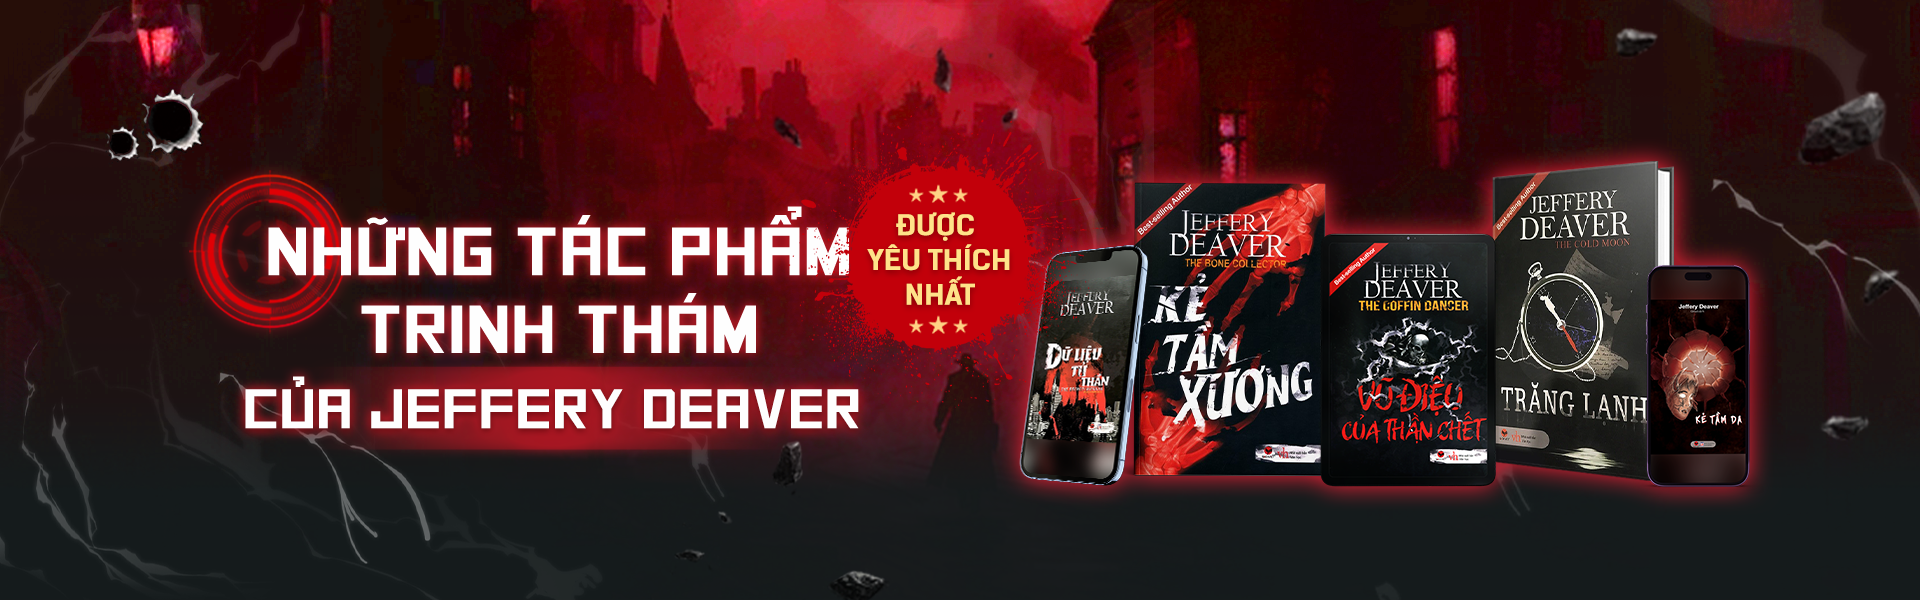 NHỮNG TÁC PHẨM
TRINH THÁM
CỦA JEFFERY DEAVER
ĐƯỢC
YÊU THÍCH
NHẤT
JEFFERY
DEAVER
DỮ LIỆU
TỬ
THẦN
Best-selling Author
JEFFERY
DEAVER
THE BONE COLLECTOR
KẺ
TẦM
XƯƠNG
Best-selling Author
JEFFERY
DEAVER
THE COFFIN DANCER
VŨ ĐIỆU
CỦA THẦN CHẾT
Best-selling Author
JEFFERY
DEAVER
THE COLD MOON
TRĂNG LẠNH
Jeffery Deaver
KẺ TẦM DA